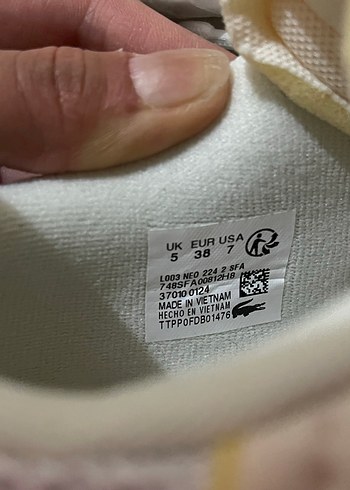 UK EUR USA
5 38 7
L003 NEO 224 2 SFA
748SFA00812H8
37010 0124
MADE IN VIETNAM
HECHO EN VIETNAM
TTPP0FDB01476